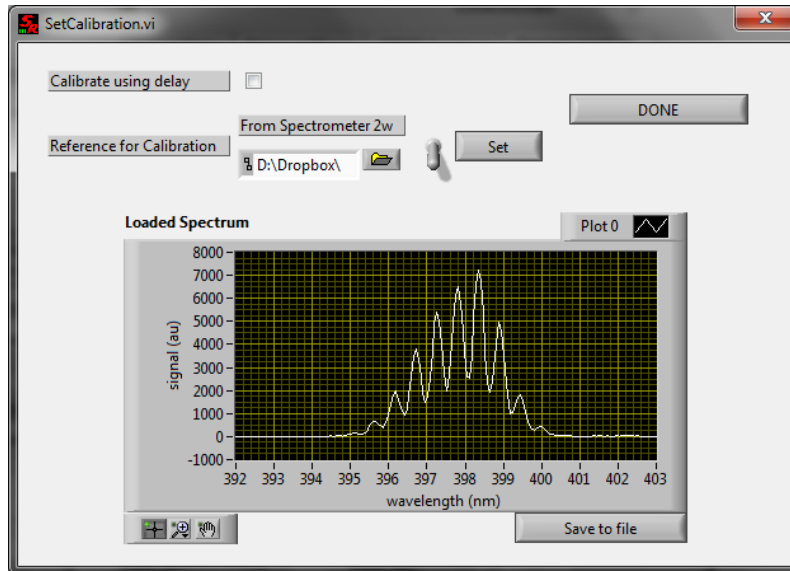 SetCalibration.vi
Calibrate using delay
DONE
From Spectrometer 2w
Reference for Calibration
D:\Dropbox\
Set
Loaded Spectrum
Plot 0
8000
7000
6000
5000
4000
3000
2000
1000
0
-1000
signal (au)
392 393 394 395 396 397 398 399 400 401 402 403
wavelength (nm)
Save to file